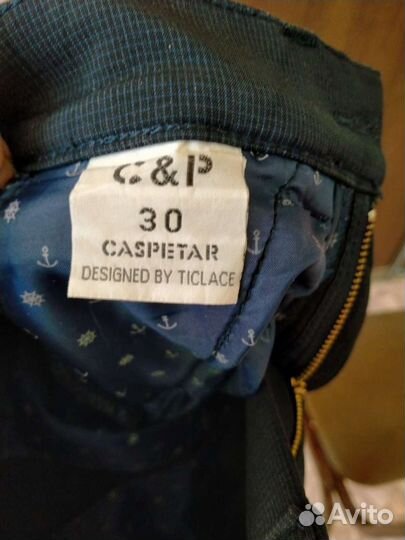 C&P
30
CASPETAR
DESIGNED BY TICLACE
Avito